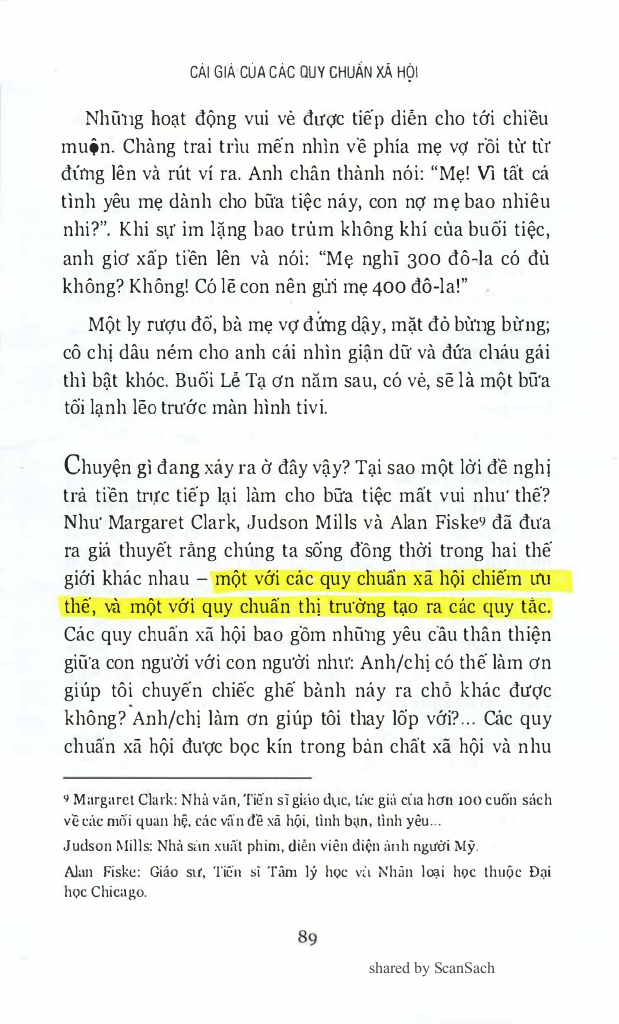 CÁI GIÁ CỦA CÁC QUY CHUẨN XÃ HỘI
Những hoạt động vui vẻ được tiếp diễn cho tới chiều
muộn. Chàng trai trìu mến nhìn về phía mẹ vợ rồi từ từ
đứng lên và rút ví ra. Anh chân thành nói: “Mẹ! Vì tất cả
tình yêu mẹ dành cho bữa tiệc này, con nợ mẹ bao nhiêu
nhỉ?”. Khi sự im lặng bao trùm không khí của buổi tiệc,
anh giơ xấp tiền lên và nói: “Mẹ nghĩ 300 đô-la có đủ
không? Không! Có lẽ con nên gửi mẹ 400 đô-la!”
Một ly rượu đổ, bà mẹ vợ đứng dậy, mặt đỏ bừng bừng;
cô chị dâu ném cho anh cái nhìn giận dữ và đứa cháu gái
thì bật khóc. Buổi Lễ Tạ ơn năm sau, có vẻ, sẽ là một bữa
tối lạnh lẽo trước màn hình tivi.
Chuyện gì đang xảy ra ở đây vậy? Tại sao một lời đề nghị
trả tiền trực tiếp lại làm cho bữa tiệc mất vui như thế?
Như Margaret Clark, Judson Mills và Alan Fiske⁹ đã đưa
ra giả thuyết rằng chúng ta sống đồng thời trong hai thế
giới khác nhau – một với các quy chuẩn xã hội chiếm ưu
thế, và một với quy chuẩn thị trường tạo ra các quy tắc.
Các quy chuẩn xã hội bao gồm những yêu cầu thân thiện
giữa con người với con người như: Anh/chị có thể làm ơn
giúp tôi chuyển chiếc ghế bành này ra chỗ khác được
không? Anh/chị làm ơn giúp tôi thay lốp với?... Các quy
chuẩn xã hội được bọc kín trong bản chất xã hội và nhu
⁹ Margaret Clark: Nhà văn, Tiến sĩ giáo dục, tác giả của hơn 100 cuốn sách
về các mối quan hệ, các vấn đề xã hội, tình bạn, tình yêu...
Judson Mills: Nhà sản xuất phim, diễn viên điện ảnh người Mỹ.
Alan Fiske: Giáo sư, Tiến sĩ Tâm lý học và Nhân loại học thuộc Đại
học Chicago.
89
shared by ScanSach